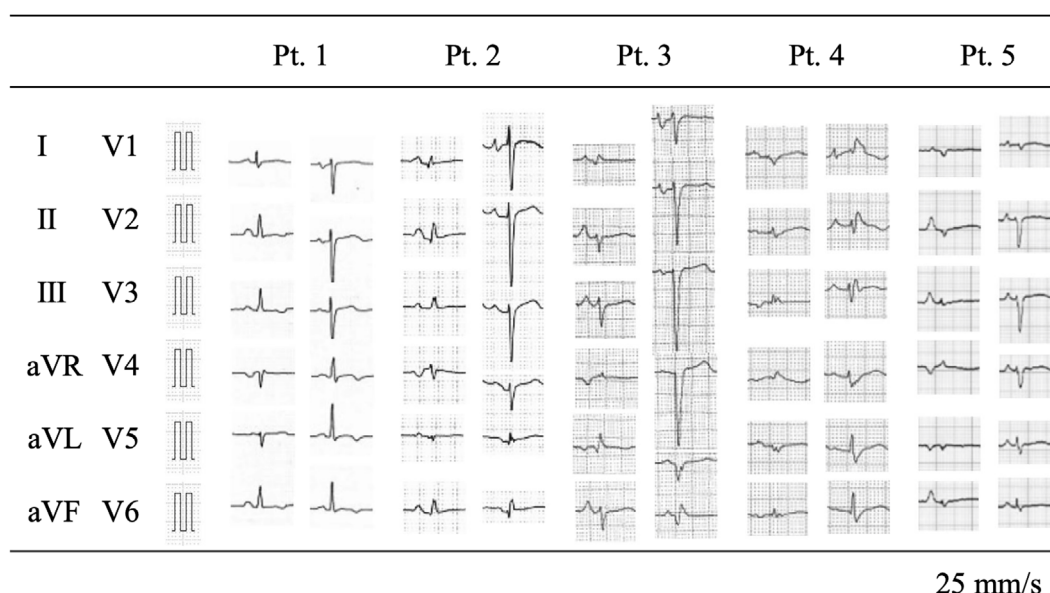 Pt. 1 Pt. 2 Pt. 3 Pt. 4 Pt. 5
I V1
II V2
III V3
aVR V4
aVL V5
aVF V6
25 mm/s